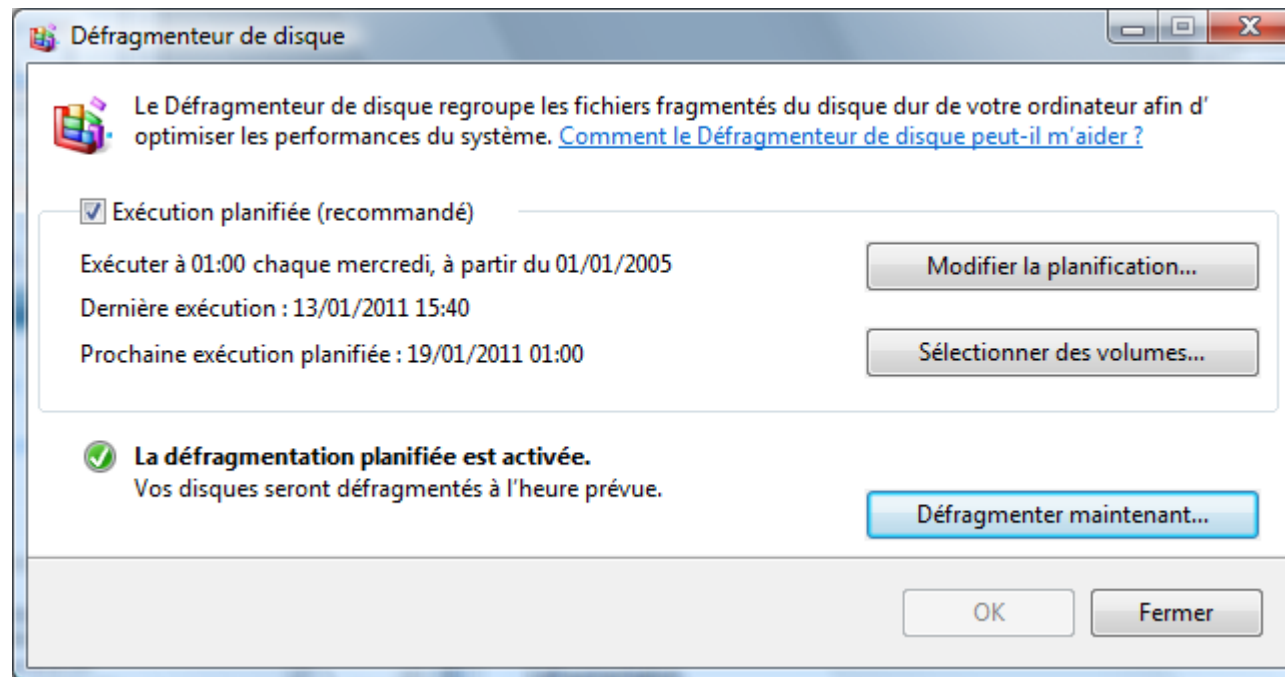 Défragmenteur de disque
Le Défragmenteur de disque regroupe les fichiers fragmentés du disque dur de votre ordinateur afin d’
optimiser les performances du système. Comment le Défragmenteur de disque peut-il m’aider ?
Exécution planifiée (recommandé)
Exécuter à 01:00 chaque mercredi, à partir du 01/01/2005
Modifier la planification...
Dernière exécution : 13/01/2011 15:40
Prochaine exécution planifiée : 19/01/2011 01:00
Sélectionner des volumes...
La défragmentation planifiée est activée.
Vos disques seront défragmentés à l’heure prévue.
Défragmenter maintenant...
OK
Fermer